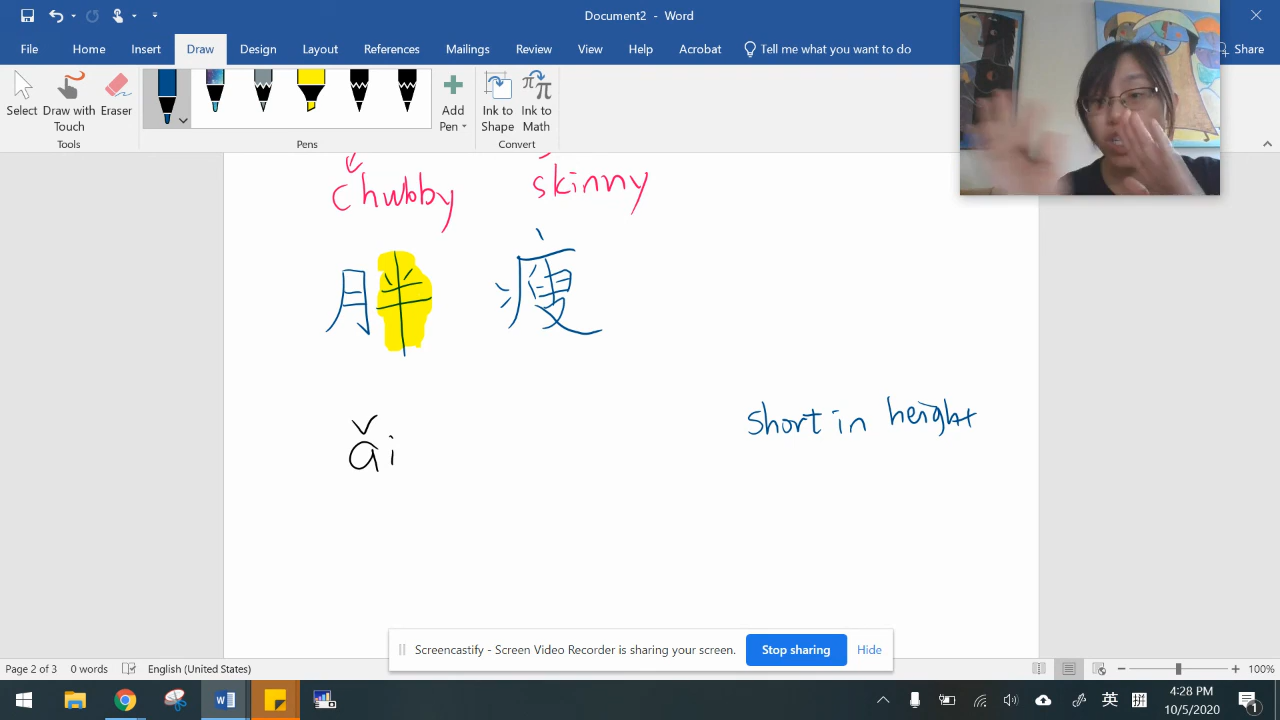 Document2 - Word
File Home Insert Draw Design Layout References Mailings Review View Help Acrobat Tell me what you want to do Share
Select Draw with Touch Eraser Add Pen Ink to Shape Ink to Math
Tools Pens Convert
chubby skinny
胖 瘦
short in height
ǎi
Screencastify - Screen Video Recorder is sharing your screen. Stop sharing Hide
Page 2 of 3 0 words English (United States) 100%
英 拼 4:28 PM
10/5/2020 1